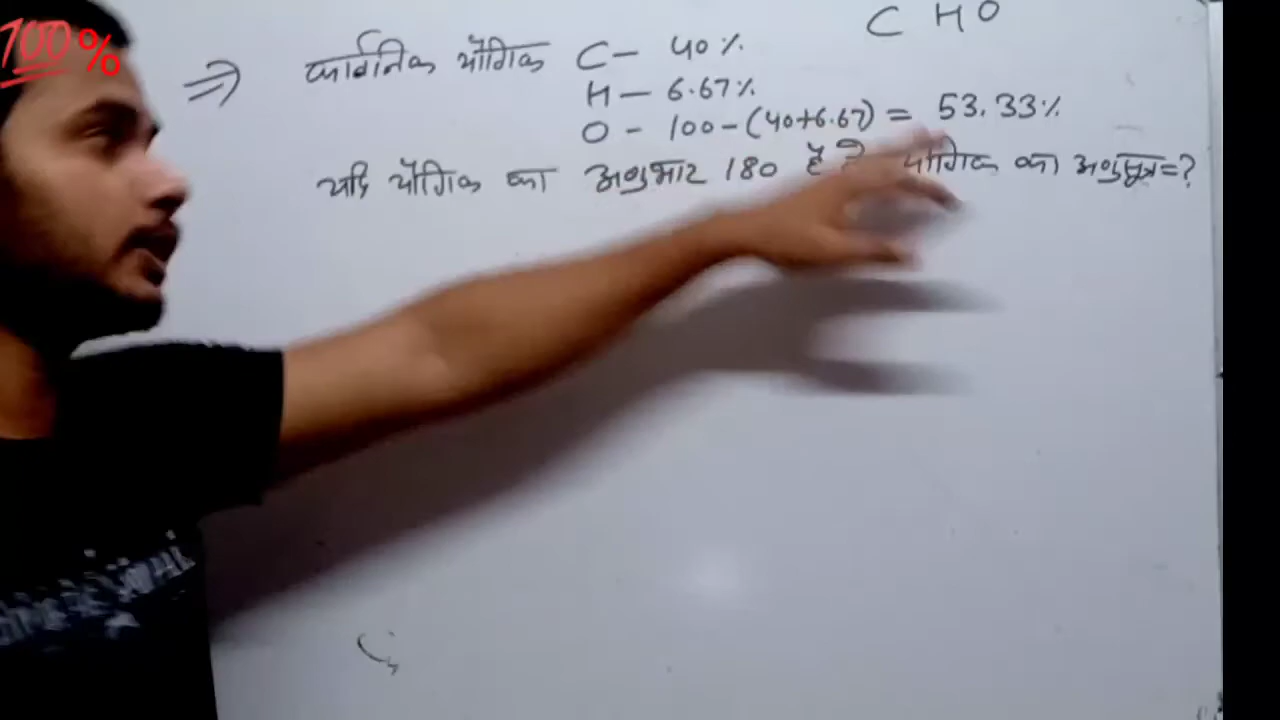 100%
C H O
⇒ कार्बनिक यौगिक C — 40%
H — 6.67%
O - 100-(40+6.67) = 53.33%
यदि यौगिक का अणुभार 180 है यौगिक का अणुसूत्र=?